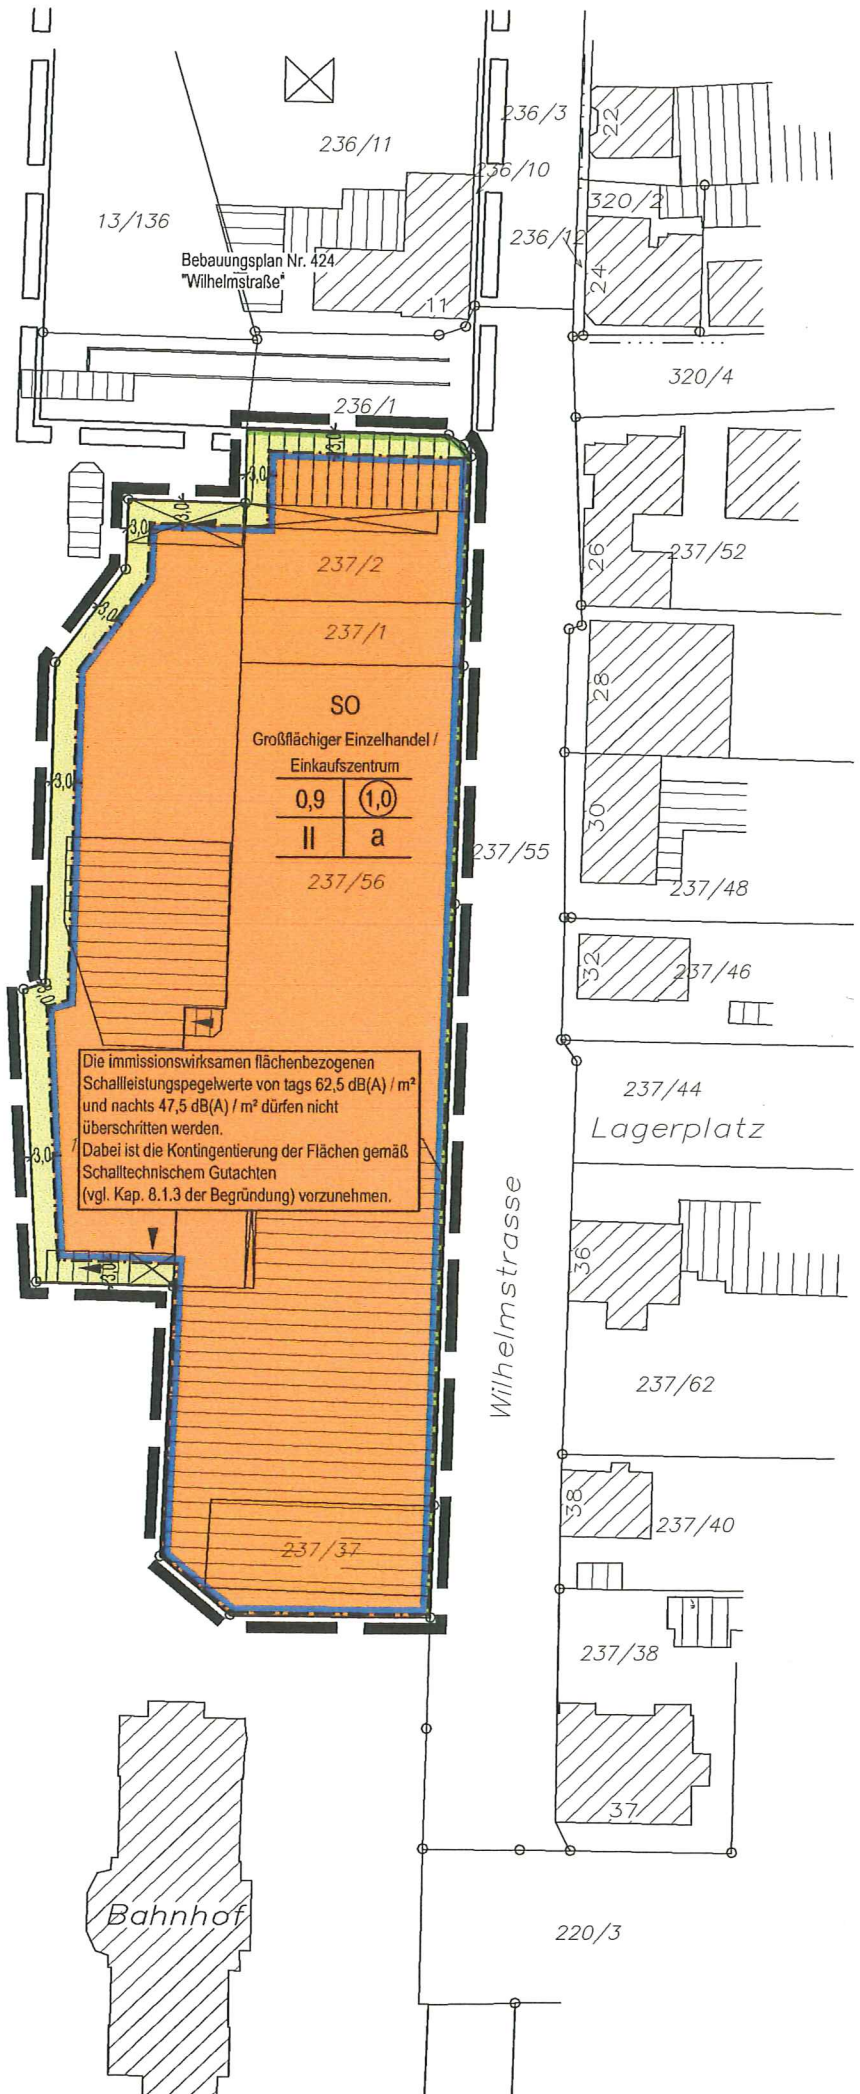 236/3
22
236/11
236/10
320/2
13/136
236/12
Bebauungsplan Nr. 424
"Wilhelmstraße"
24
11
320/4
236/1
3,0
3,0
3,0
3,0
237/52
26
237/2
3,0
237/1
28
SO
Großflächiger Einzelhandel /
Einkaufszentrum
3,0
0,9 1,0
30
II a
237/55
237/56
237/48
32
237/46
3,0
Die immissionswirksamen flächenbezogenen
Schallleistungspegelwerte von tags 62,5 dB(A) / m²
und nachts 47,5 dB(A) / m² dürfen nicht
überschritten werden.
Dabei ist die Kontingentierung der Flächen gemäß
Schalltechnischem Gutachten
(vgl. Kap. 8.1.3 der Begründung) vorzunehmen.
237/44
Lagerplatz
3,0
Wilhelmstrasse
36
3,0
237/62
38
237/40
237/37
237/38
37
Bahnhof
220/3